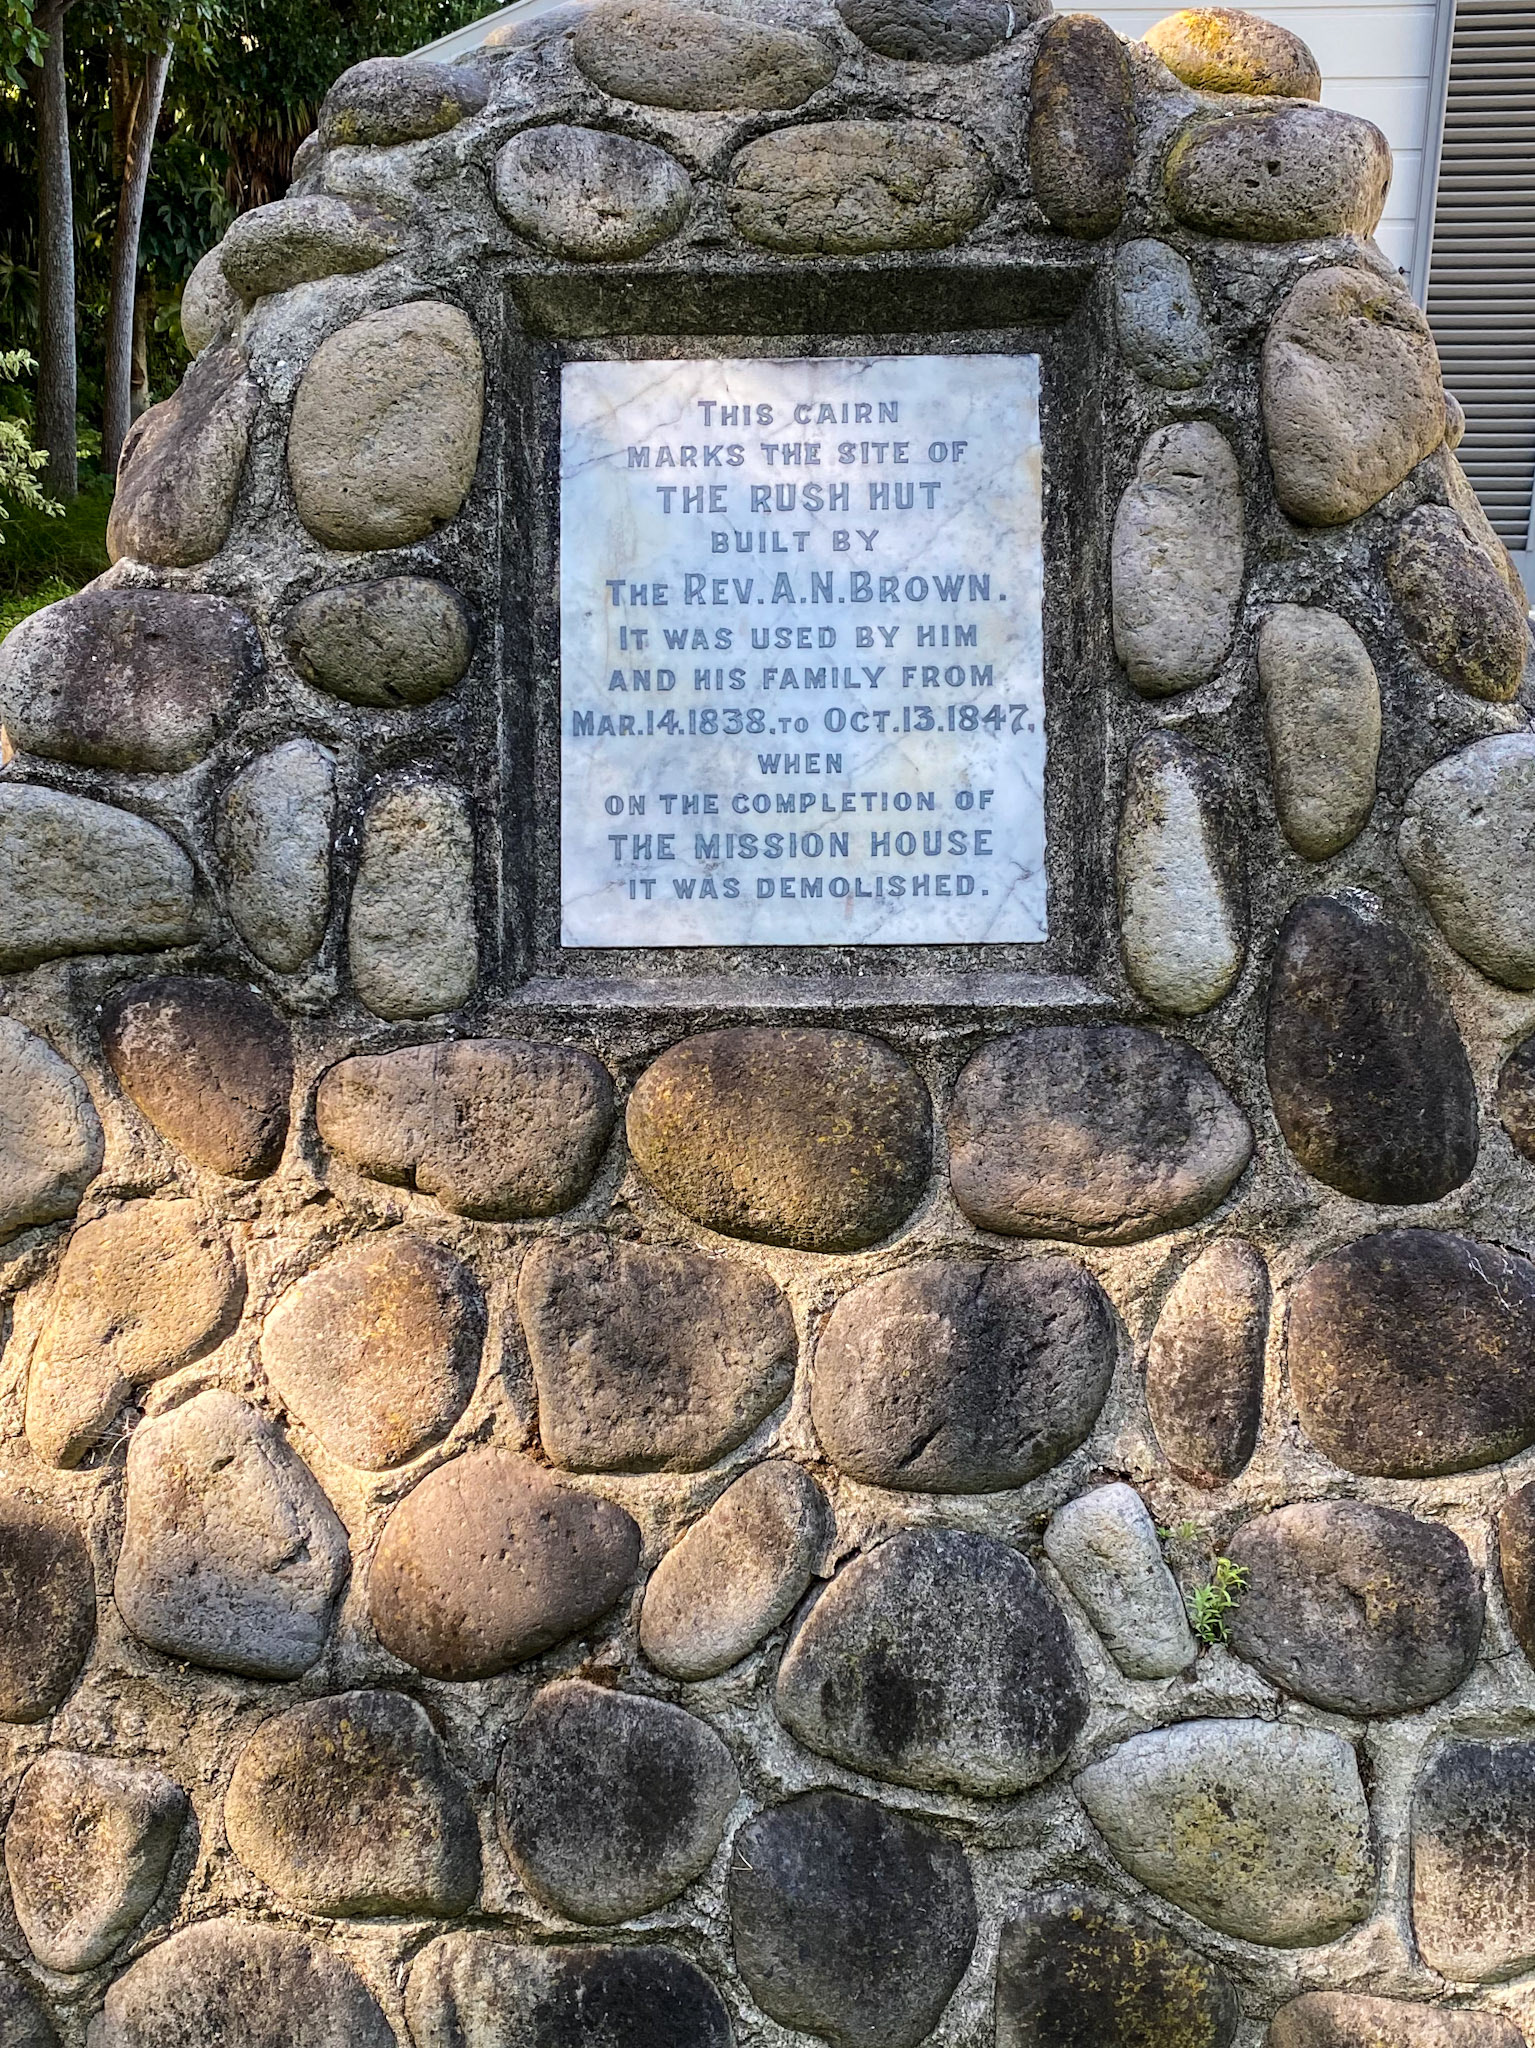 THIS CAIRN
MARKS THE SITE OF
THE RUSH HUT
BUILT BY
THE REV. A. N. BROWN.
IT WAS USED BY HIM
AND HIS FAMILY FROM
MAR. 14. 1838. TO OCT. 13. 1847,
WHEN
ON THE COMPLETION OF
THE MISSION HOUSE
IT WAS DEMOLISHED.